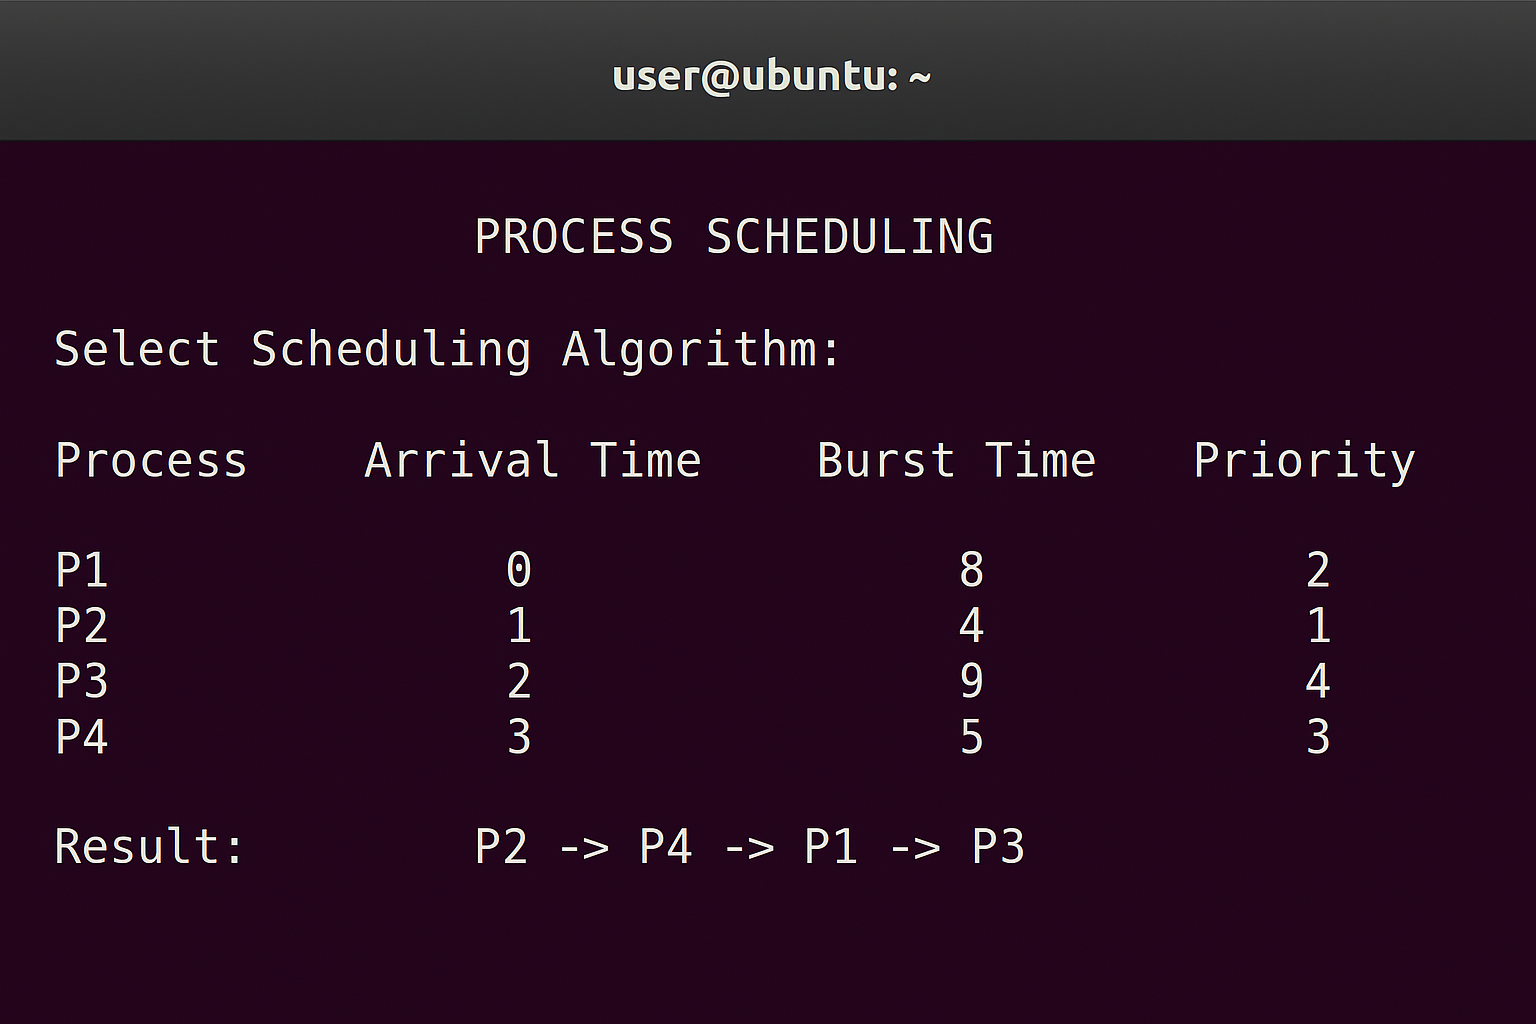 user@ubuntu: ~
PROCESS SCHEDULING
Select Scheduling Algorithm:
Process Arrival Time Burst Time Priority
P1 0 8 2
P2 1 4 1
P3 2 9 4
P4 3 5 3
Result: P2 -> P4 -> P1 -> P3